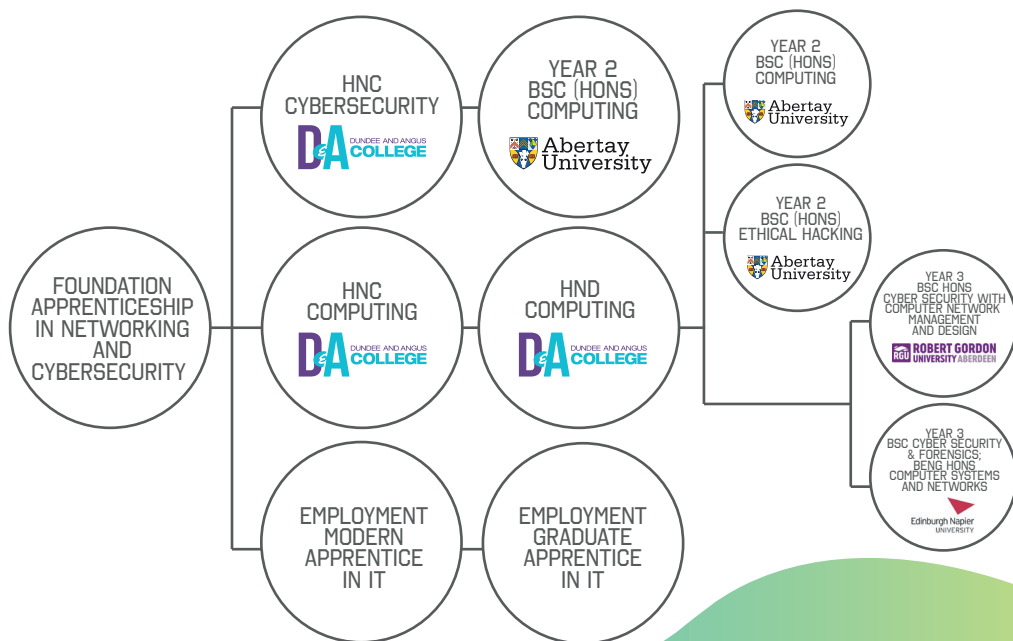 FOUNDATION
APPRENTICESHIP
IN NETWORKING
AND
CYBERSECURITY
HNC
CYBERSECURITY
D&A
DUNDEE AND ANGUS
COLLEGE
YEAR 2
BSC (HONS)
COMPUTING
Abertay
University
HNC
COMPUTING
D&A
DUNDEE AND ANGUS
COLLEGE
HND
COMPUTING
D&A
DUNDEE AND ANGUS
COLLEGE
YEAR 2
BSC (HONS)
COMPUTING
Abertay
University
YEAR 2
BSC (HONS)
ETHICAL HACKING
Abertay
University
YEAR 3
BSC HONS
CYBER SECURITY WITH
COMPUTER NETWORK
MANAGEMENT
AND DESIGN
RGU
ROBERT GORDON
UNIVERSITY ABERDEEN
YEAR 3
BSC CYBER SECURITY
& FORENSICS;
BENG HONS
COMPUTER SYSTEMS
AND NETWORKS
Edinburgh Napier
UNIVERSITY
EMPLOYMENT
MODERN
APPRENTICE
IN IT
EMPLOYMENT
GRADUATE
APPRENTICE
IN IT